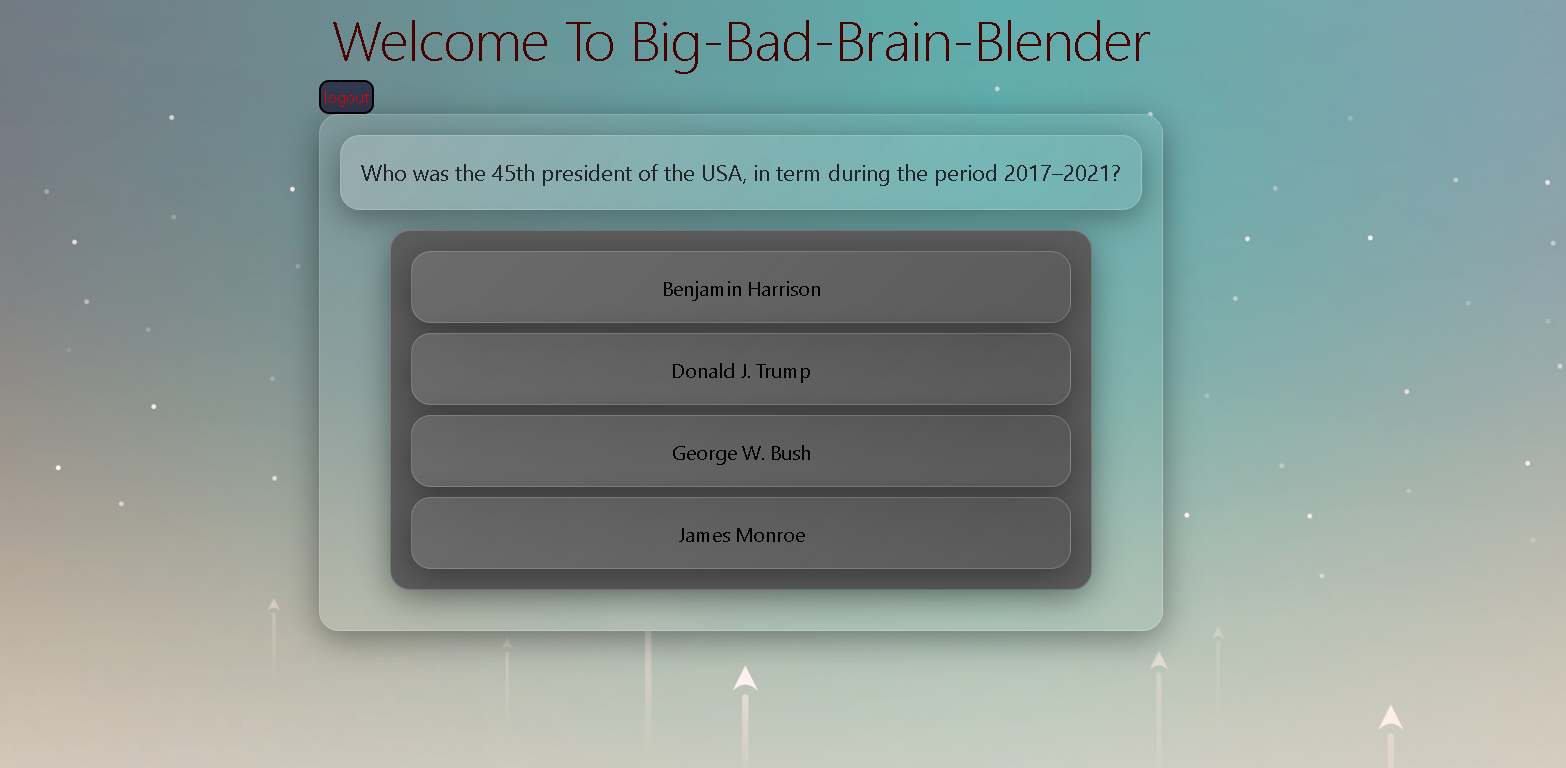 Welcome To Big-Bad-Brain-Blender
logout
Who was the 45th president of the USA, in term during the period 2017–2021?
Benjamin Harrison
Donald J. Trump
George W. Bush
James Monroe